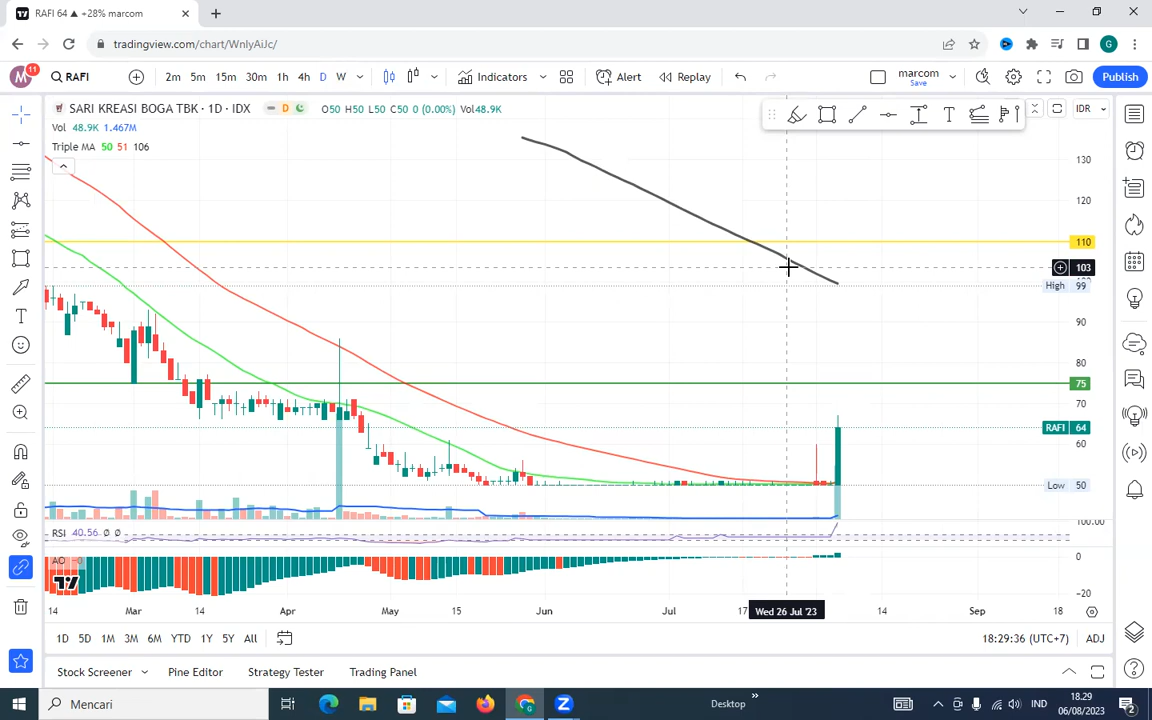 RAFI 64 ▲ +28% marcom
tradingview.com/chart/WnlyAiJc/
G
M 11 RAFI 2m 5m 15m 30m 1h 4h D W Indicators Alert Replay marcom Save Publish
SARI KREASI BOGA TBK · 1D · IDX D O50 H50 L50 C50 0 (0.00%) Vol48.9K
T
IDR
Vol 48.9K 1.467M
Triple MA 50 51 106
130
120
110
103
High 99
90
80
75
70
RAFI 64
60
Low 50
100.00
RSI 40.56 Ø Ø
AO −0
0
−20
14 Mar 14 Apr May 15 Jun Jul 17 Wed 26 Jul '23 14 Sep 18
1D 5D 1M 3M 6M YTD 1Y 5Y All
18:29:36 (UTC+7) ADJ
Stock Screener Pine Editor Strategy Tester Trading Panel
Mencari
Desktop
IND
18.29
06/08/2023
2